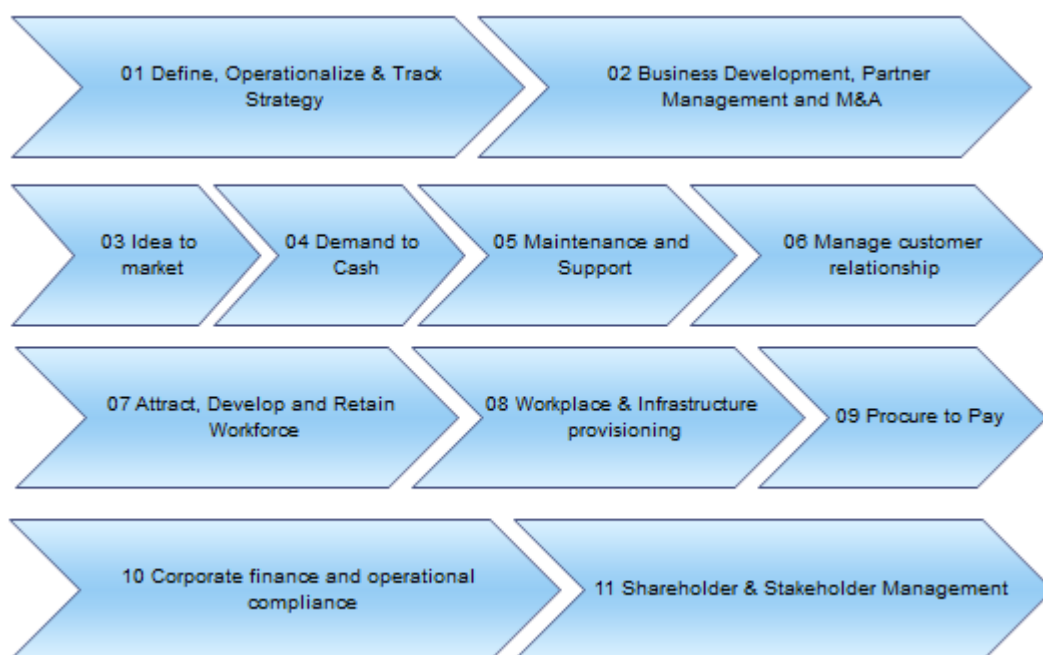 01 Define, Operationalize & Track
Strategy
02 Business Development, Partner
Management and M&A
03 Idea to
market
04 Demand to
Cash
05 Maintenance and
Support
06 Manage customer
relationship
07 Attract, Develop and Retain
Workforce
08 Workplace & Infrastructure
provisioning
09 Procure to Pay
10 Corporate finance and operational
compliance
11 Shareholder & Stakeholder Management